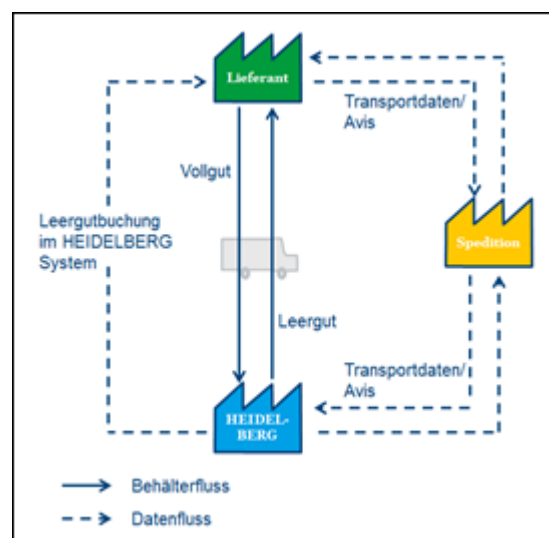 Lieferant
Transportdaten/
Avis
Vollgut
Leergutbuchung
im HEIDELBERG
System
Spedition
Leergut
Transportdaten/
Avis
HEIDEL-
BERG
Behälterfluss
Datenfluss